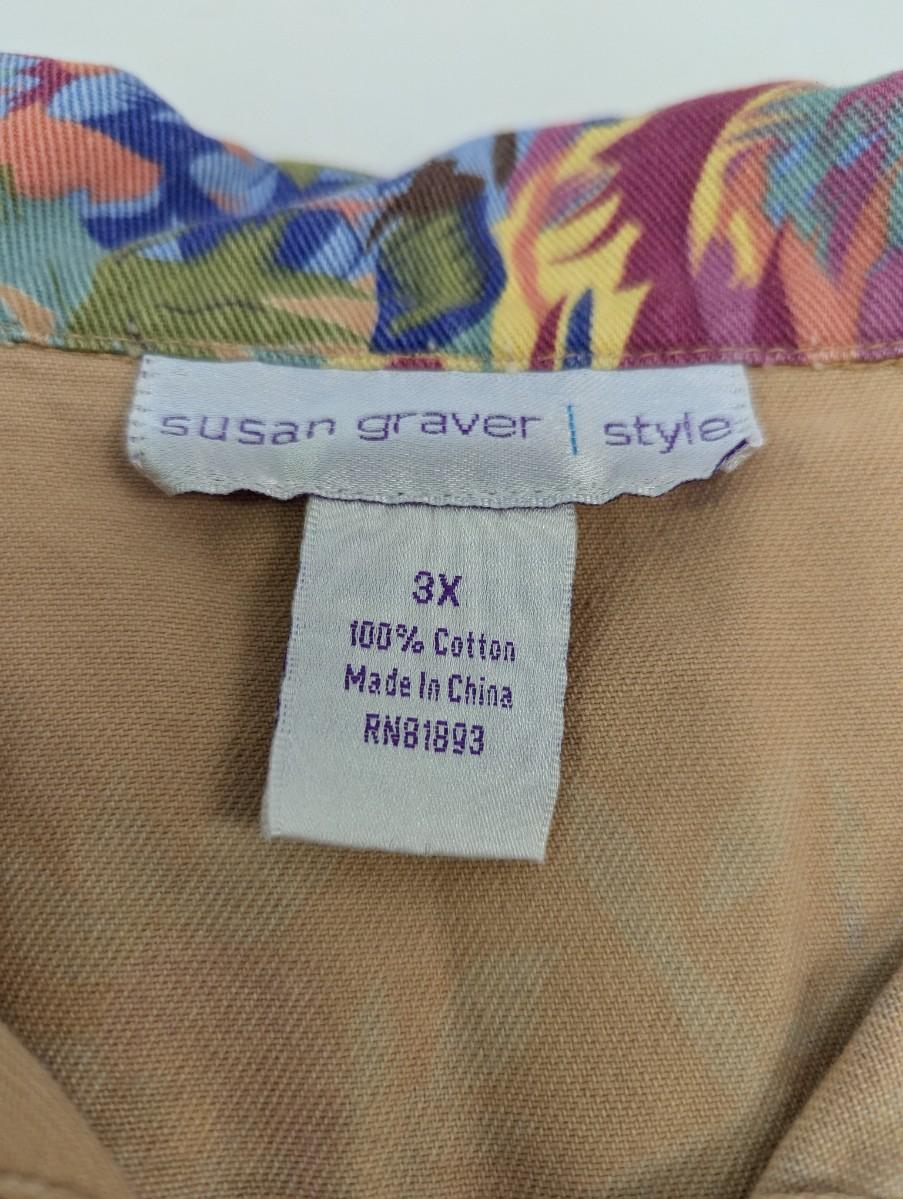 susan graver | style
3X
100% Cotton
Made In China
RN81893